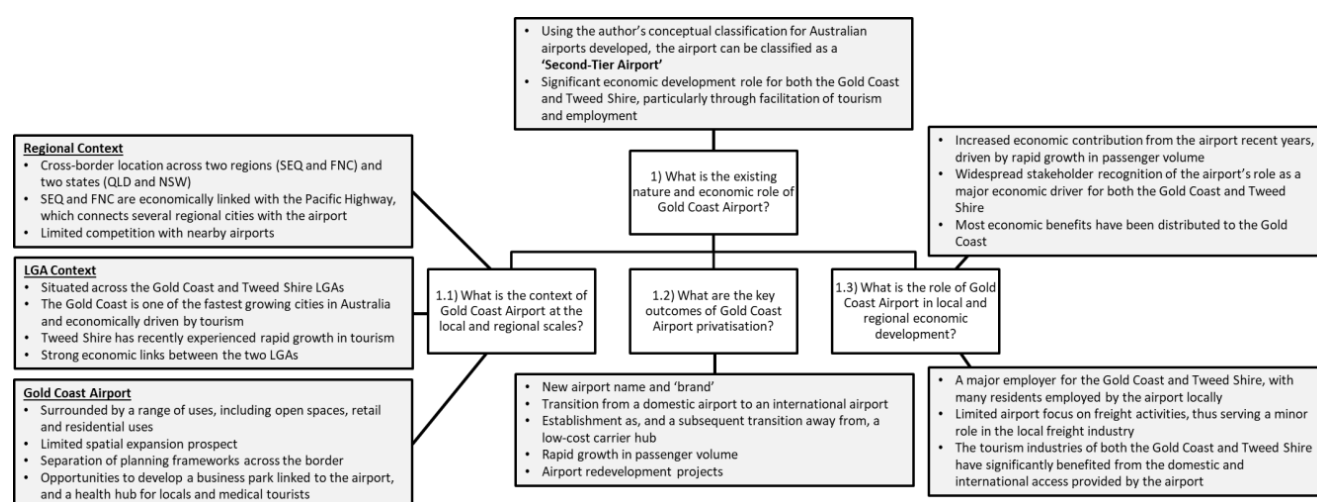 • Using the author's conceptual classification for Australian
airports developed, the airport can be classified as a
'Second-Tier Airport'
• Significant economic development role for both the Gold Coast
and Tweed Shire, particularly through facilitation of tourism
and employment
1) What is the existing
nature and economic role of
Gold Coast Airport?
Regional Context
• Cross-border location across two regions (SEQ and FNC) and
two states (QLD and NSW)
• SEQ and FNC are economically linked with the Pacific Highway,
which connects several regional cities with the airport
• Limited competition with nearby airports
LGA Context
• Situated across the Gold Coast and Tweed Shire LGAs
• The Gold Coast is one of the fastest growing cities in Australia
and economically driven by tourism
• Tweed Shire has recently experienced rapid growth in tourism
• Strong economic links between the two LGAs
Gold Coast Airport
• Surrounded by a range of uses, including open spaces, retail
and residential uses
• Limited spatial expansion prospect
• Separation of planning frameworks across the border
• Opportunities to develop a business park linked to the airport,
and a health hub for locals and medical tourists
1.1) What is the context of
Gold Coast Airport at the
local and regional scales?
1.2) What are the key
outcomes of Gold Coast
Airport privatisation?
• New airport name and 'brand'
• Transition from a domestic airport to an international airport
• Establishment as, and a subsequent transition away from, a
low-cost carrier hub
• Rapid growth in passenger volume
• Airport redevelopment projects
1.3) What is the role of Gold
Coast Airport in local and
regional economic
development?
• Increased economic contribution from the airport recent years,
driven by rapid growth in passenger volume
• Widespread stakeholder recognition of the airport's role as a
major economic driver for both the Gold Coast and Tweed
Shire
• Most economic benefits have been distributed to the Gold
Coast
• A major employer for the Gold Coast and Tweed Shire, with
many residents employed by the airport locally
• Limited airport focus on freight activities, thus serving a minor
role in the local freight industry
• The tourism industries of both the Gold Coast and Tweed Shire
have significantly benefited from the domestic and
international access provided by the airport